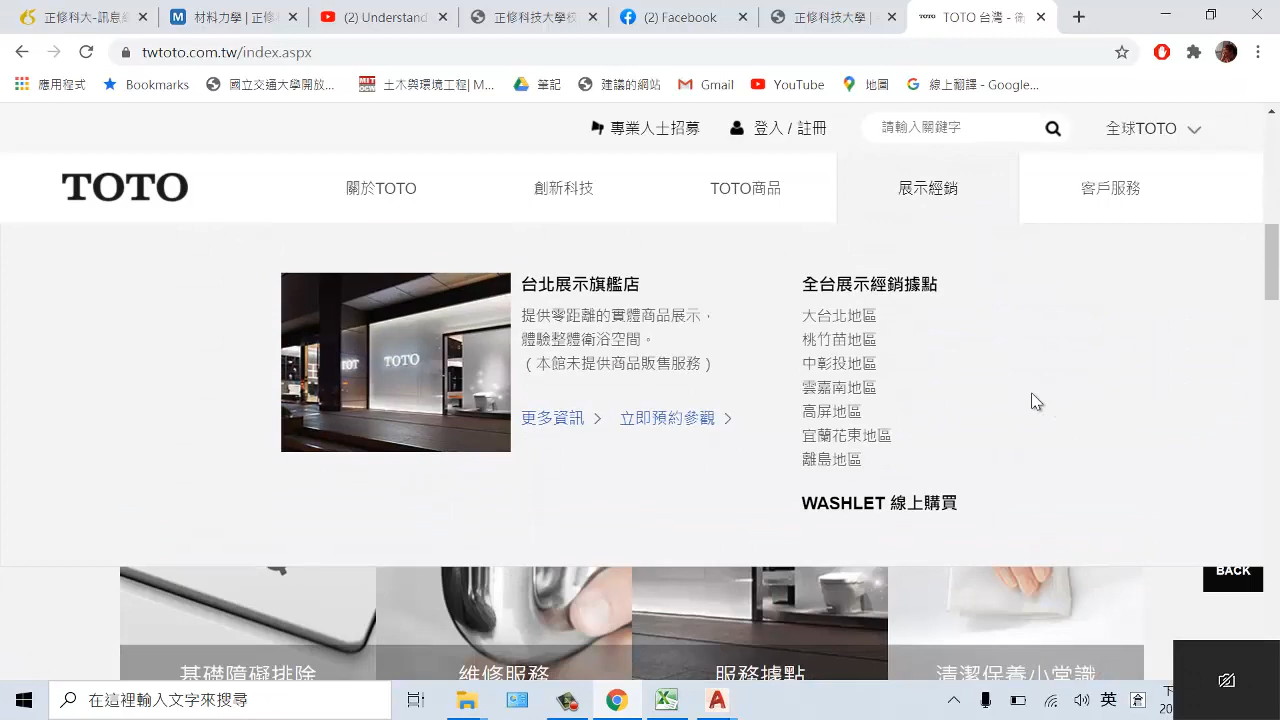 正修科大-訊息網
材料力學 | 正修
(2) Understand
正修科技大學校
(2) Facebook
正修科技大學 |
TOTO 台灣 - 衛
twtoto.com.tw/index.aspx
應用程式
Bookmarks
國立交通大學開放...
土木與環境工程| M...
筆記
建議的網站
Gmail
YouTube
地圖
線上翻譯 - Google...
專業人士招募
登入 / 註冊
請輸入關鍵字
全球TOTO
TOTO
關於TOTO
創新科技
TOTO商品
展示經銷
客戶服務
TOTO
台北展示旗艦店
提供零距離的實體商品展示，
體驗整體衛浴空間。
（本館未提供商品販售服務）
更多資訊
立即預約參觀
全台展示經銷據點
大台北地區
桃竹苗地區
中彰投地區
雲嘉南地區
高屏地區
宜蘭花東地區
離島地區
WASHLET 線上購買
BACK
基礎障礙排除
維修服務
服務據點
清潔保養小常識
在這裡輸入文字來搜尋
英
下
20